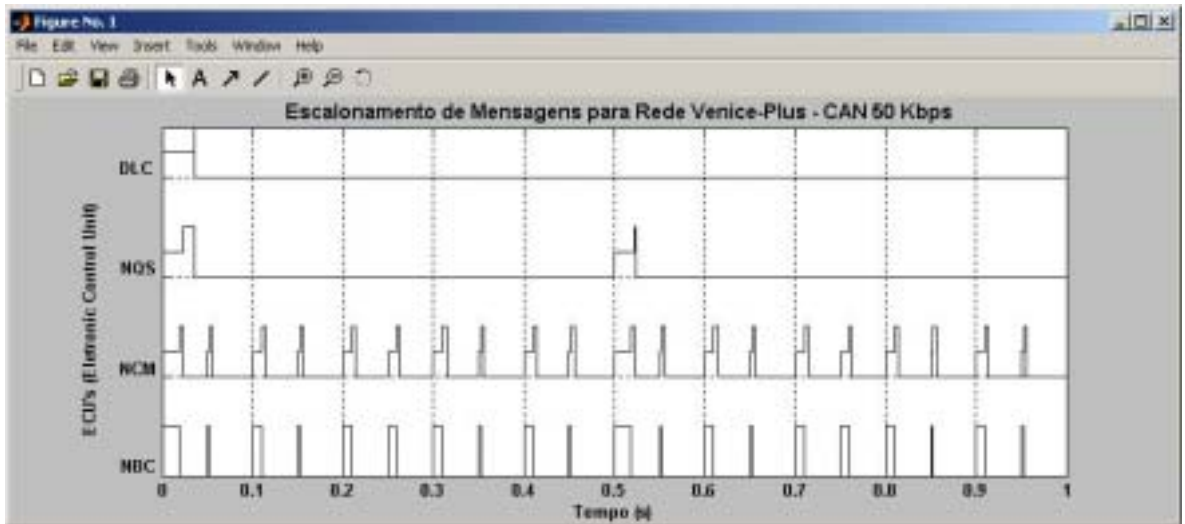 Figure No. 1
File Edit View Insert Tools Window Help
A
Escalonamento de Mensagens para Rede Venice-Plus - CAN 50 Kbps
ECU's (Eletronic Control Unit)
DLC
NQS
NCM
NBC
0 0.1 0.2 0.3 0.4 0.5 0.6 0.7 0.8 0.9 1
Tempo (s)